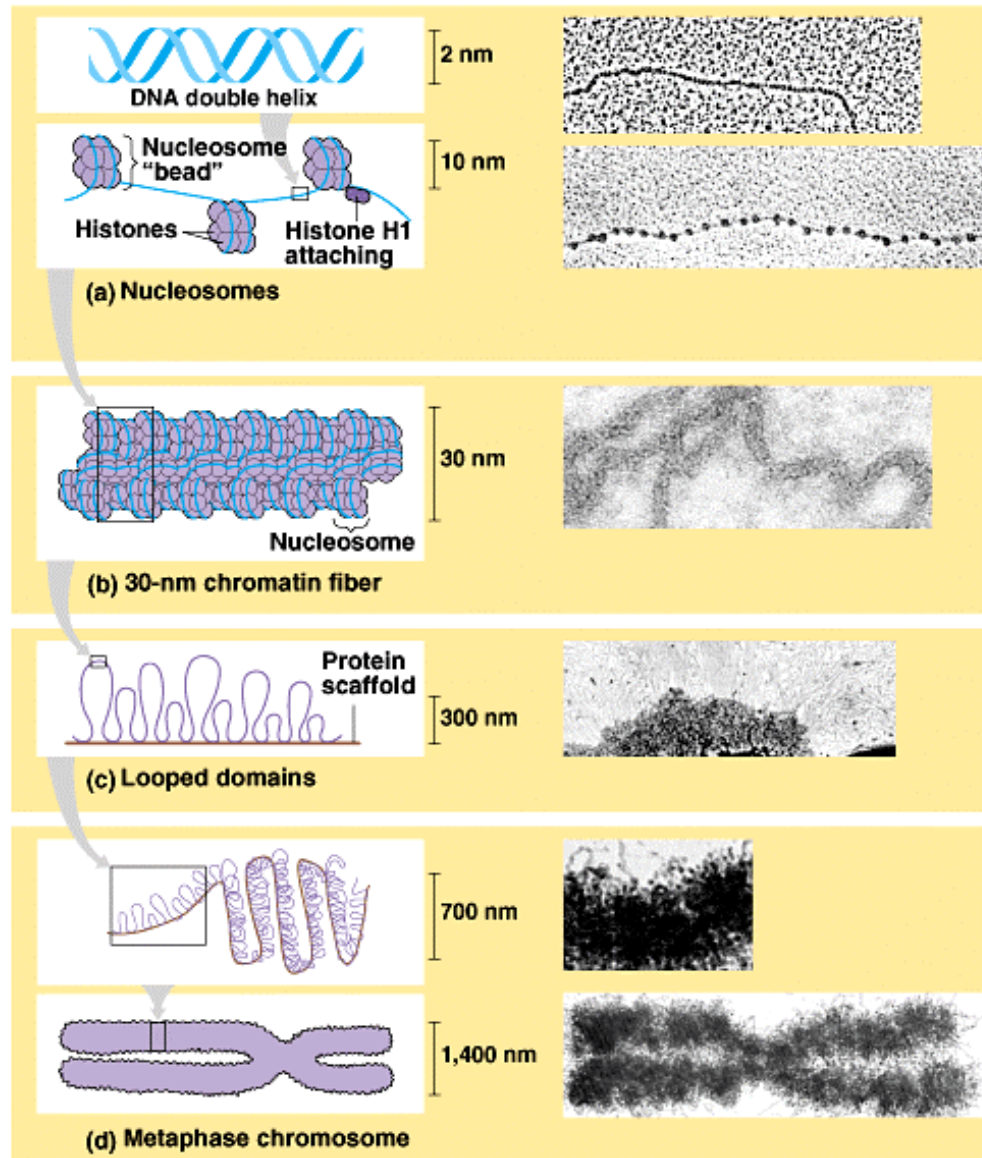 2 nm
DNA double helix
Nucleosome
"bead"
10 nm
Histones
Histone H1
attaching
(a) Nucleosomes
30 nm
Nucleosome
(b) 30-nm chromatin fiber
Protein
scaffold
300 nm
(c) Looped domains
700 nm
1,400 nm
(d) Metaphase chromosome